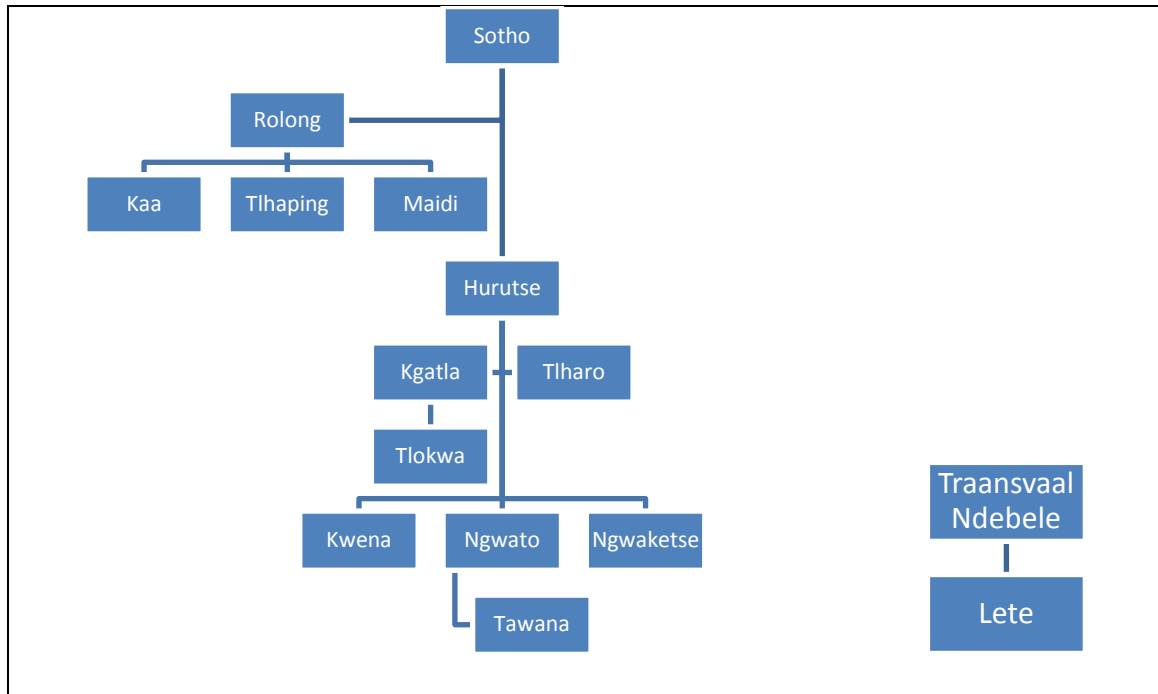 Sotho
Rolong
Kaa
Tlhaping
Maidi
Hurutse
Kgatla
Tlharo
Tlokwa
Kwena
Ngwato
Ngwaketse
Tawana
Traansvaal
Ndebele
Lete